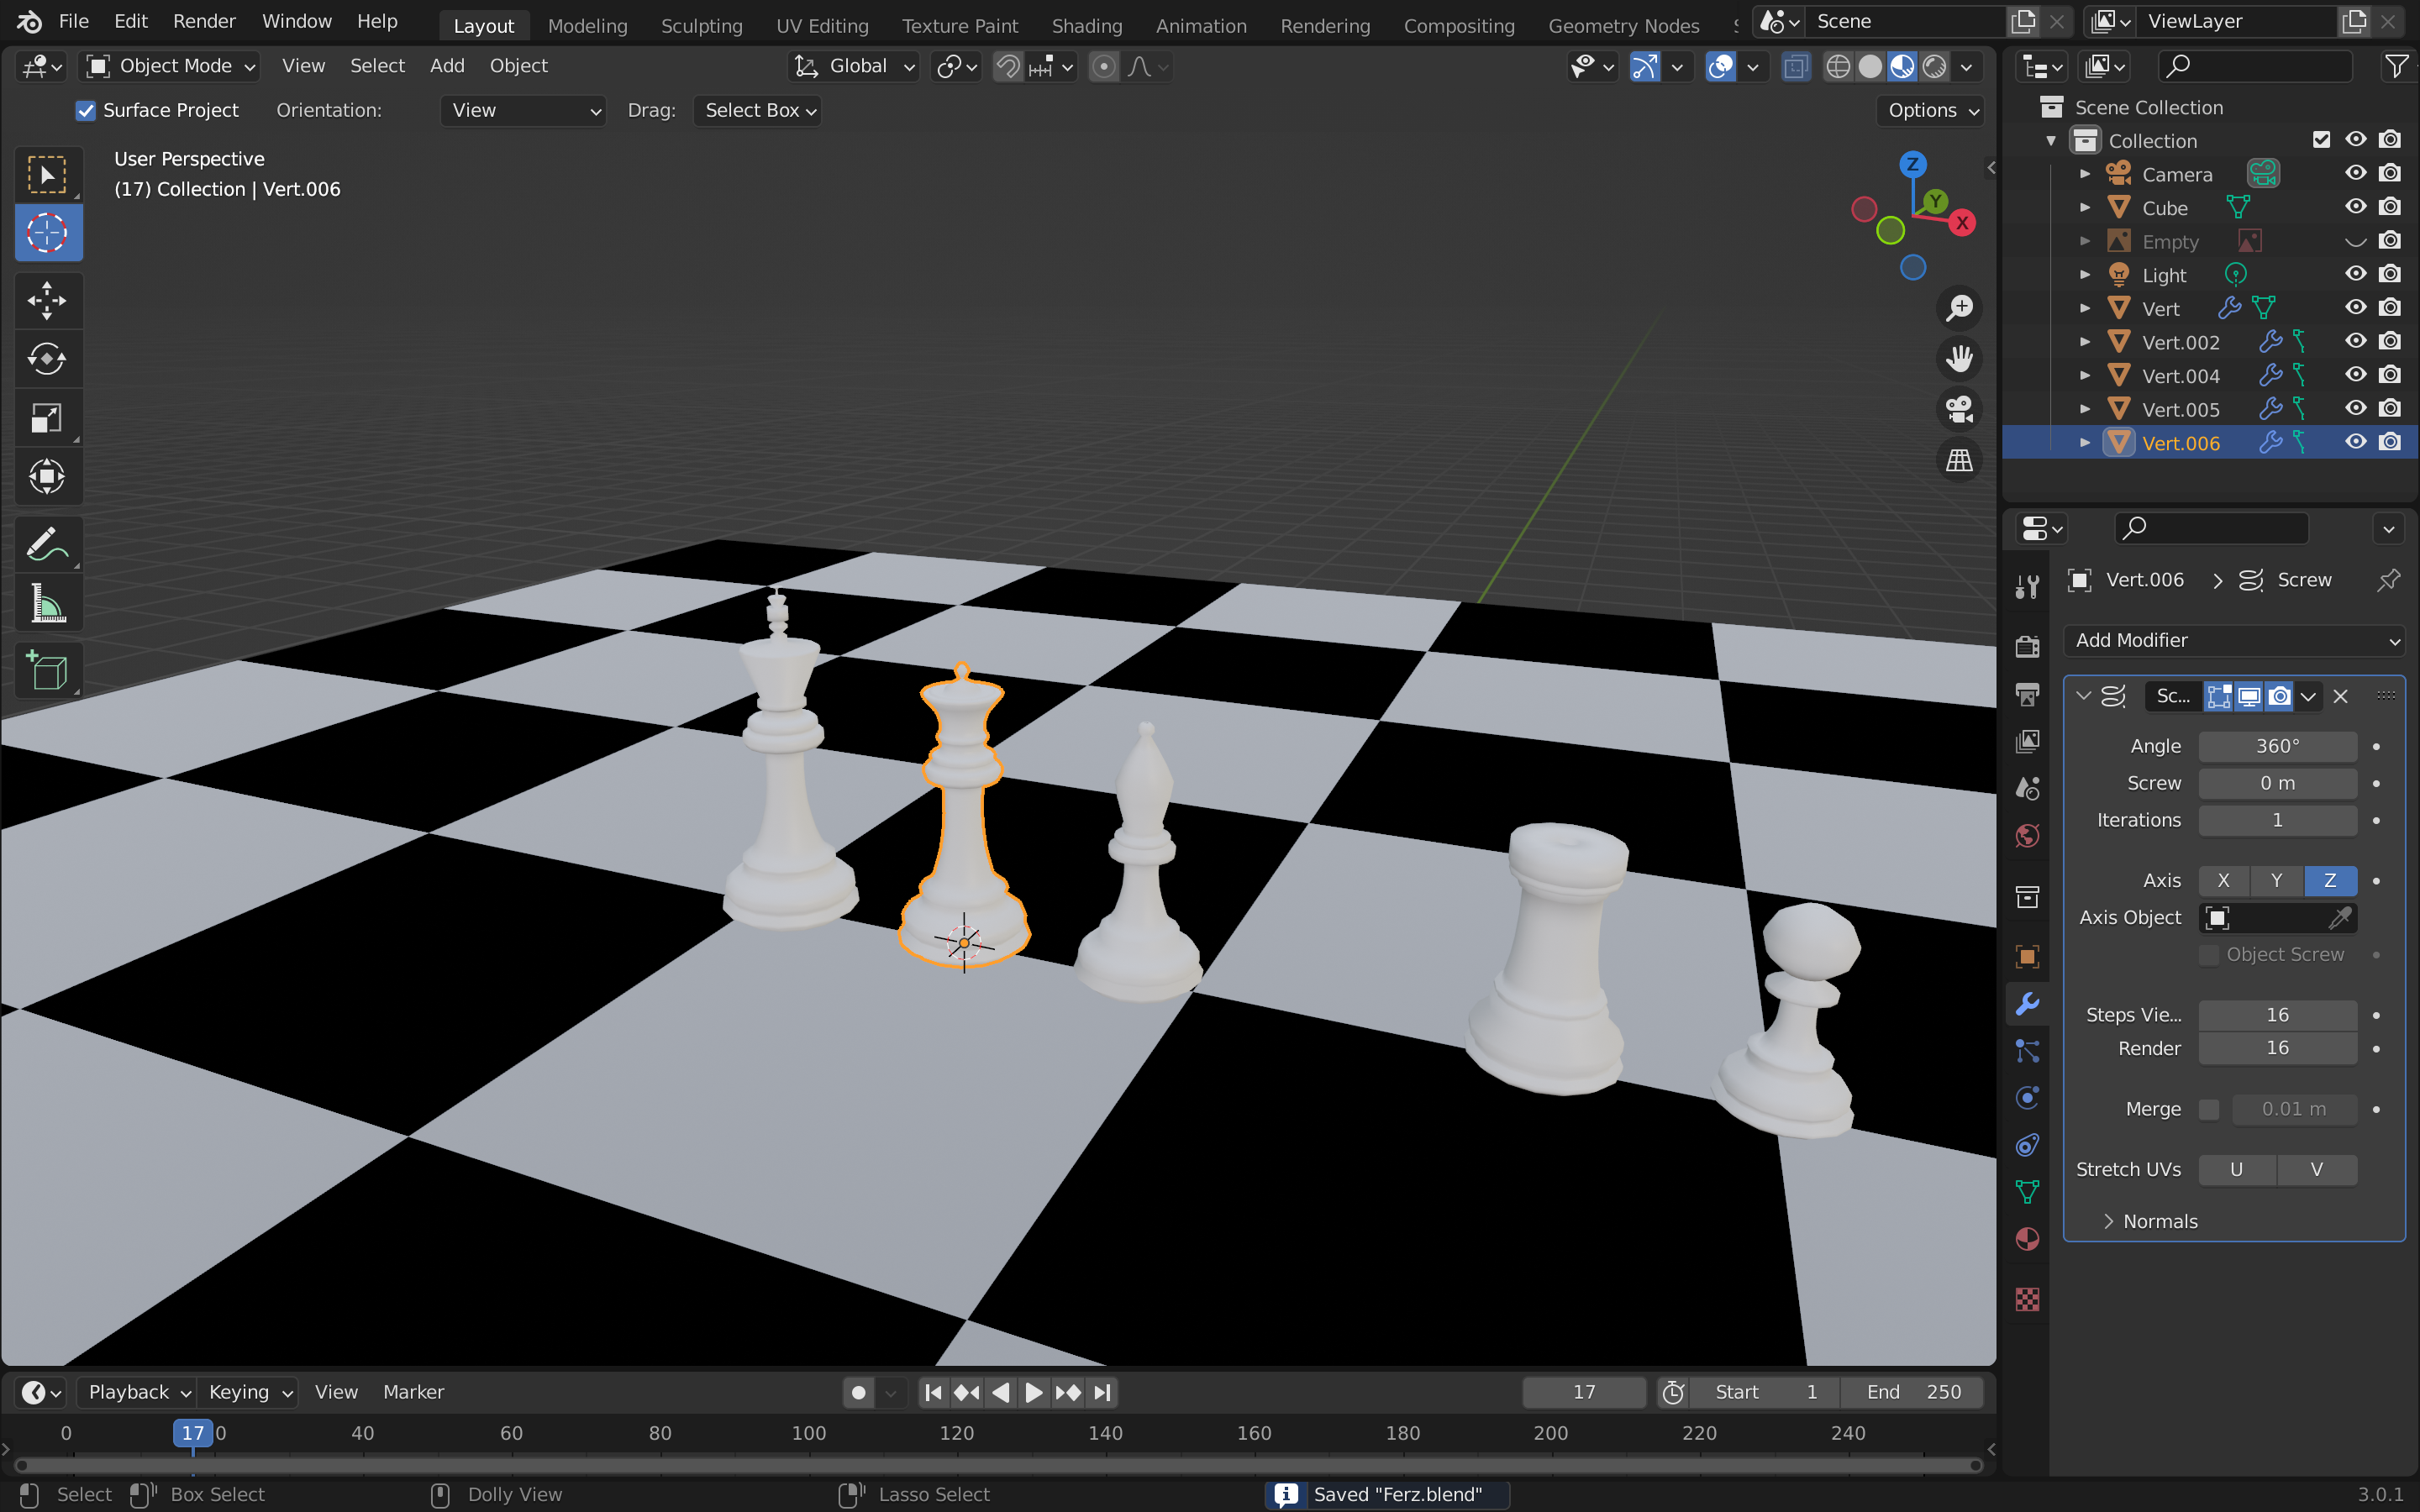 File Edit Render Window Help Layout Modeling Sculpting UV Editing Texture Paint Shading Animation Rendering Compositing Geometry Nodes Scene ViewLayer
Object Mode View Select Add Object Global
Surface Project Orientation: View Drag: Select Box Options
User Perspective
(17) Collection | Vert.006
Z
Y
X
Scene Collection
Collection
Camera
Cube
Empty
Light
Vert
Vert.002
Vert.004
Vert.005
Vert.006
Vert.006 > Screw
Add Modifier
Sc...
Angle 360°
Screw 0 m
Iterations 1
Axis X Y Z
Axis Object
Object Screw
Steps Vie... 16
Render 16
Merge 0.01 m
Stretch UVs U V
Normals
Playback Keying View Marker 17 Start 1 End 250
0 17 0 40 60 80 100 120 140 160 180 200 220 240
Select Box Select Dolly View Lasso Select Saved "Ferz.blend" 3.0.1